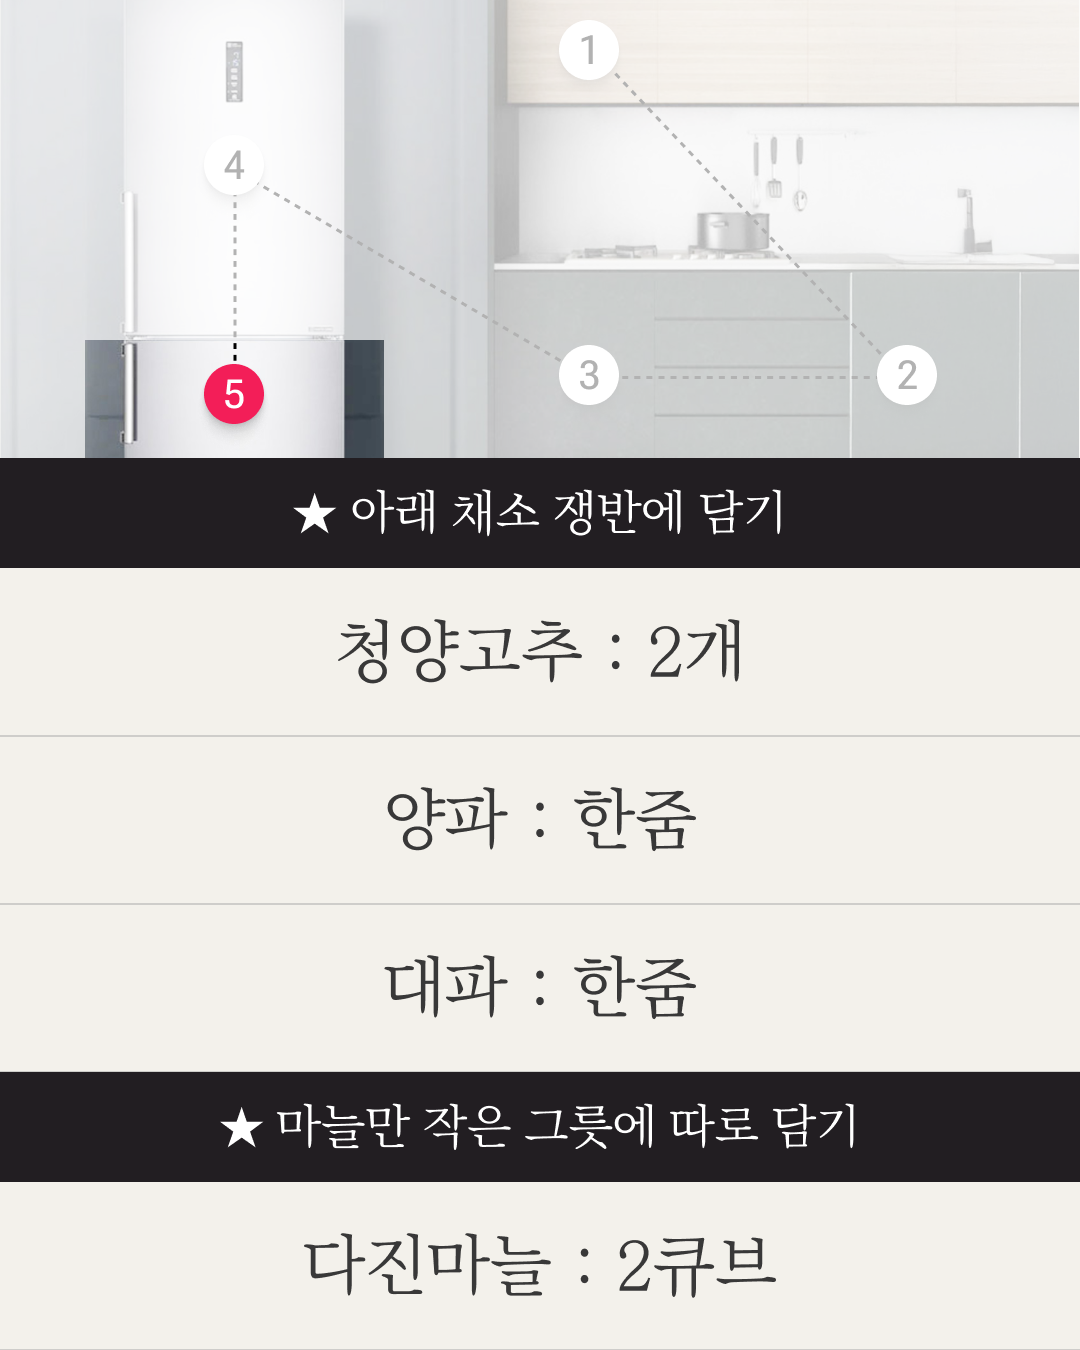 1
4
3
2
5
★ 아래 채소 쟁반에 담기
청양고추 : 2개
양파 : 한줌
대파 : 한줌
★ 마늘만 작은 그릇에 따로 담기
다진마늘 : 2큐브